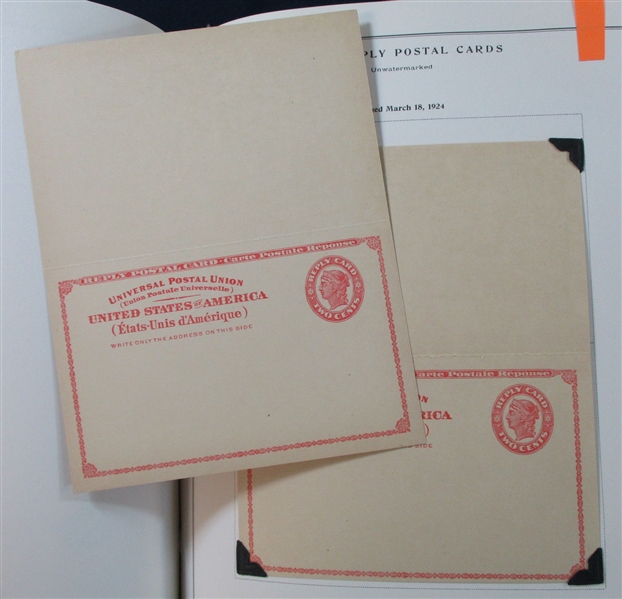 PLY POSTAL CARDS
Unwatermarked
ed March 18, 1924
REPLY POSTAL CARD · Carte Postale Réponse
UNIVERSAL POSTAL UNION
(Union Postale Universelle)
UNITED STATES OF AMERICA
(États-Unis d'Amérique)
WRITE ONLY THE ADDRESS ON THIS SIDE
REPLY CARD
TWO CENTS
Carte Postale Réponse
ON
AMERICA
)
SIDE
REPLY CARD
TWO CENTS